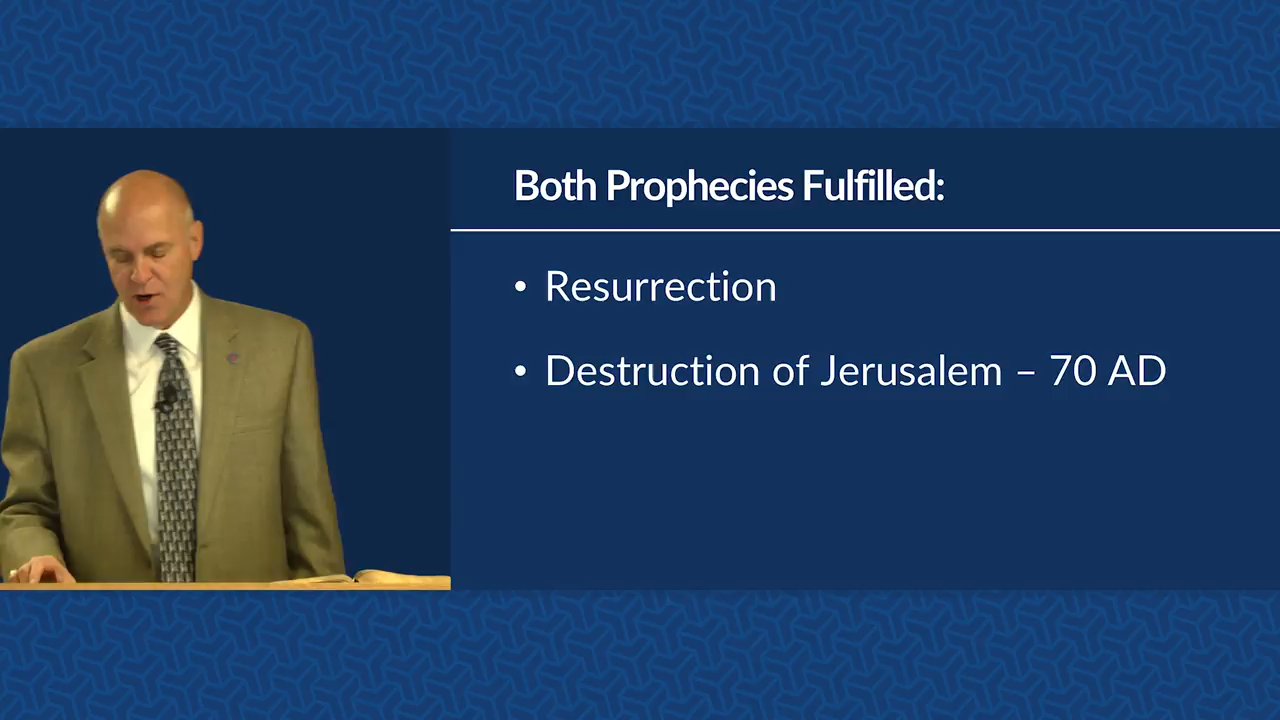 Both Prophecies Fulfilled:
• Resurrection
• Destruction of Jerusalem – 70 AD